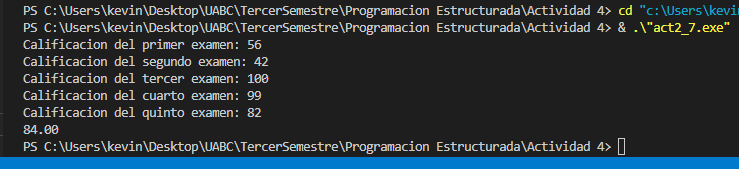 PS C:\Users\kevin\Desktop\UABC\TercerSemestre\Programacion Estructurada\Actividad 4> cd "c:\Users\kevi
PS C:\Users\kevin\Desktop\UABC\TercerSemestre\Programacion Estructurada\Actividad 4> & .\"act2_7.exe"
Calificacion del primer examen: 56
Calificacion del segundo examen: 42
Calificacion del tercer examen: 100
Calificacion del cuarto examen: 99
Calificacion del quinto examen: 82
84.00
PS C:\Users\kevin\Desktop\UABC\TercerSemestre\Programacion Estructurada\Actividad 4>